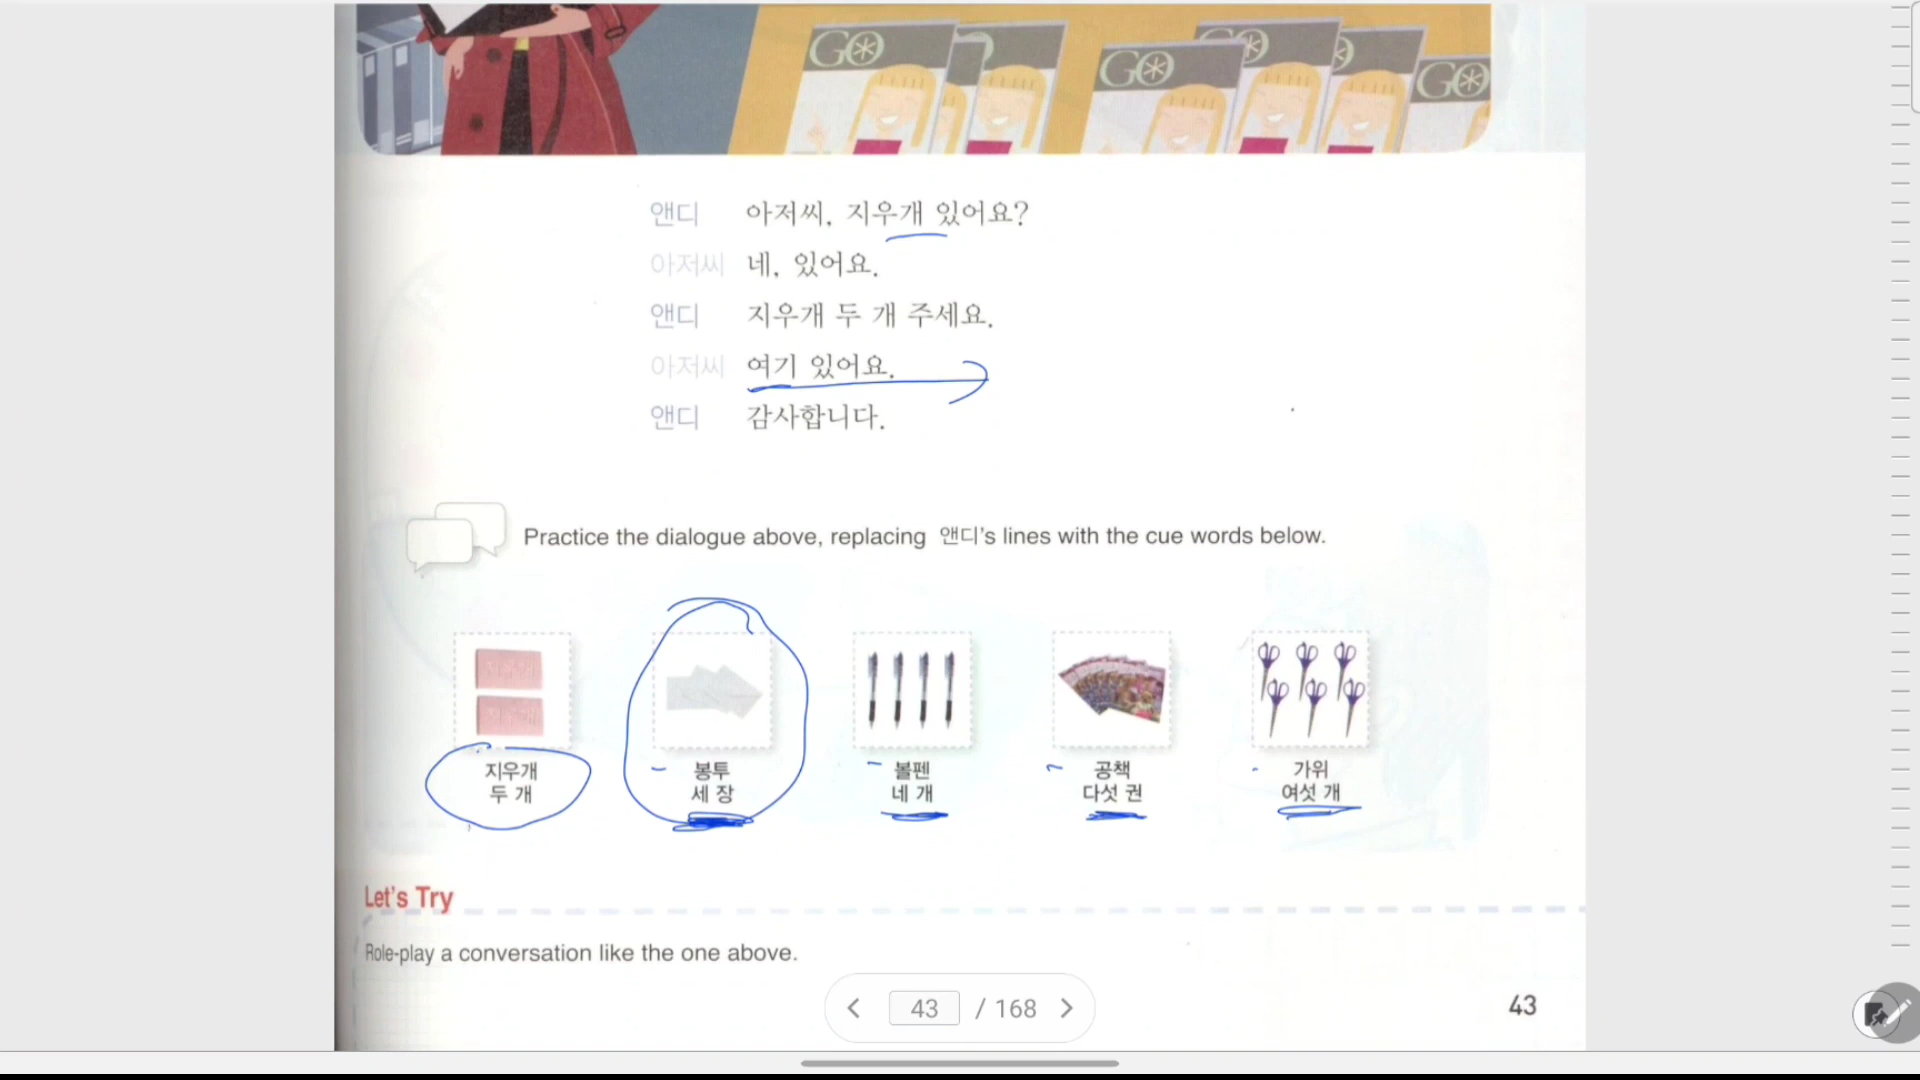 GO* GO* GO* GO*
앤디 아저씨, 지우개 있어요?
아저씨 네, 있어요.
앤디 지우개 두 개 주세요.
아저씨 여기 있어요.
앤디 감사합니다.
Practice the dialogue above, replacing 앤디's lines with the cue words below.
지우개
두 개
봉투
세 장
볼펜
네 개
공책
다섯 권
가위
여섯 개
Let's Try
Role-play a conversation like the one above.
43 / 168
43